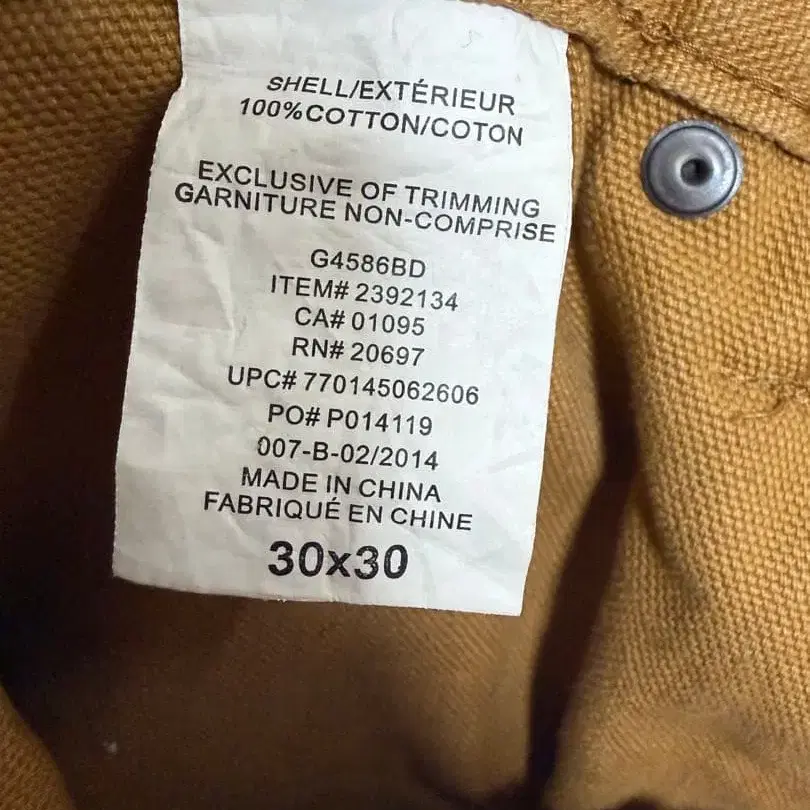 SHELL/EXTÉRIEUR
100%COTTON/COTON
EXCLUSIVE OF TRIMMING
GARNITURE NON-COMPRISE
G4586BD
ITEM# 2392134
CA# 01095
RN# 20697
UPC# 770145062606
PO# P014119
007-B-02/2014
MADE IN CHINA
FABRIQUÉ EN CHINE
30x30